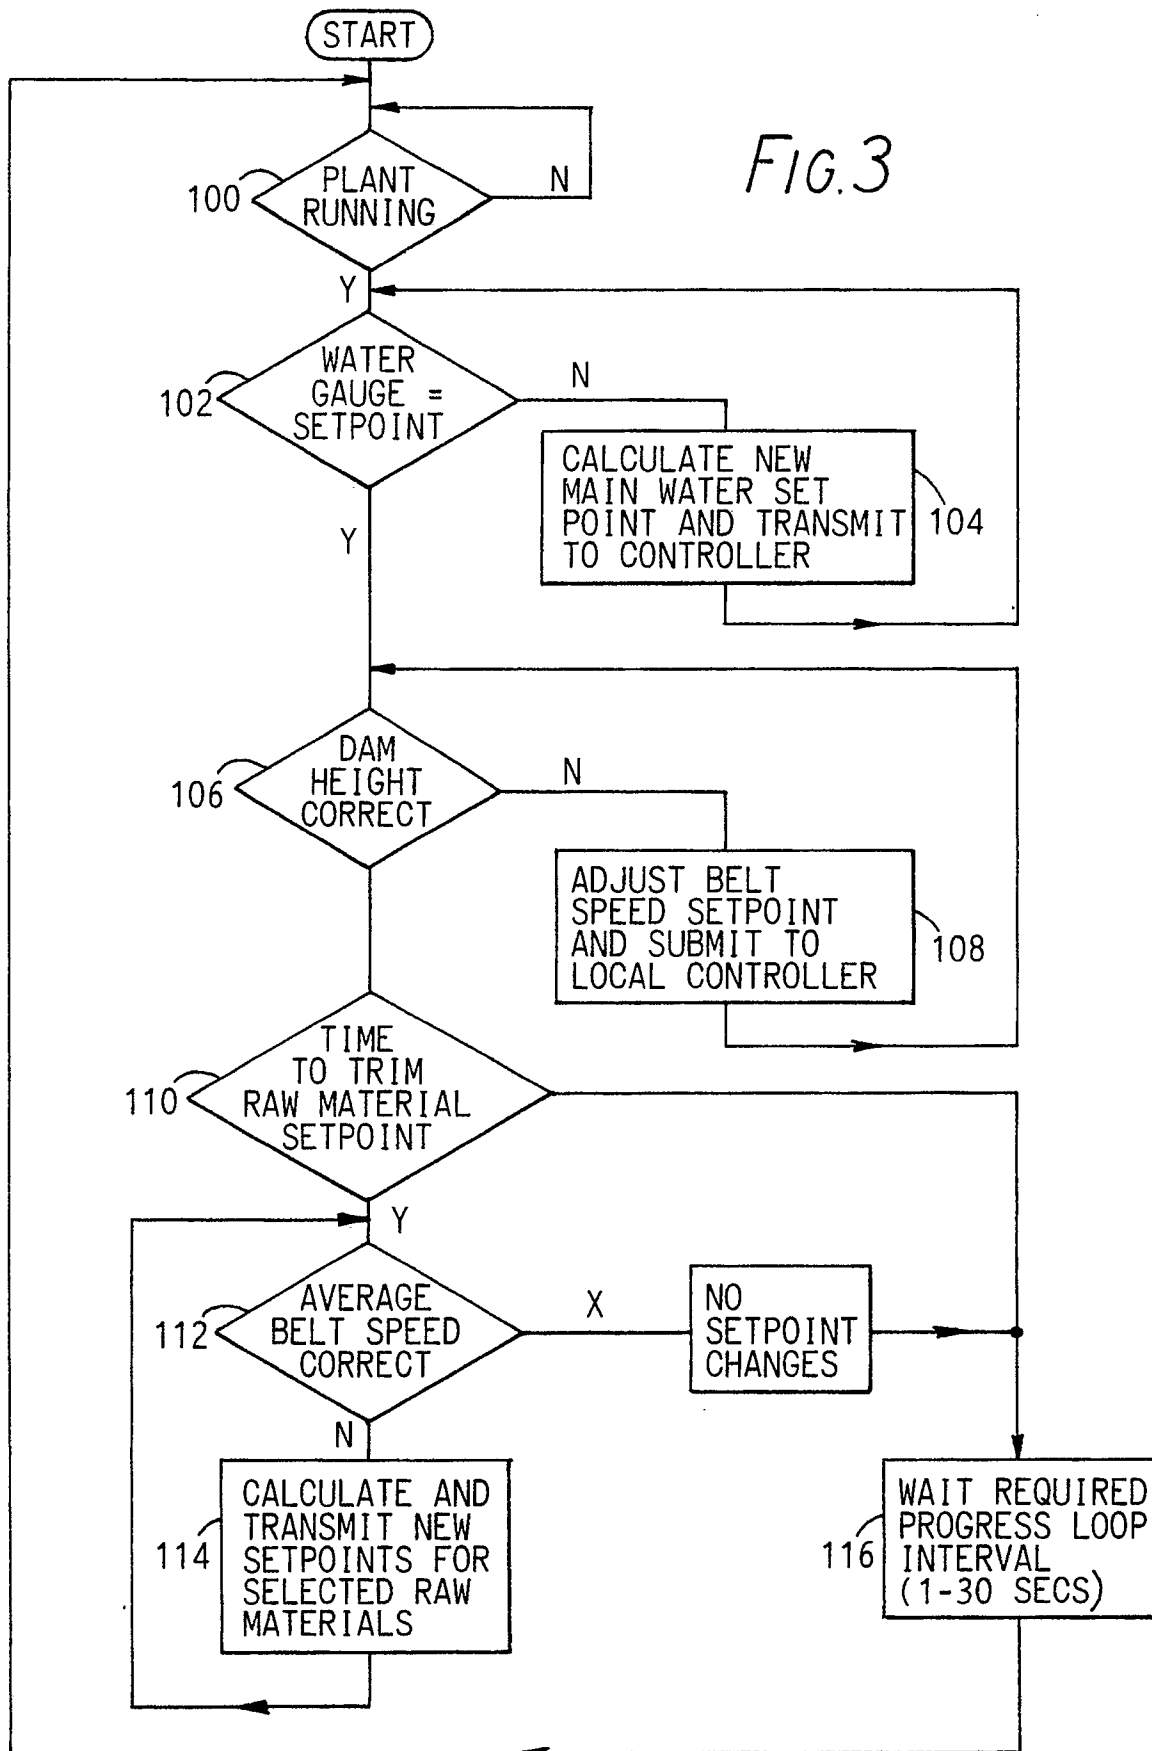 START
FIG.3
PLANT
RUNNING
100
N
Y
WATER
GAUGE =
SETPOINT
102
N
CALCULATE NEW
MAIN WATER SET
POINT AND TRANSMIT
TO CONTROLLER
104
Y
DAM
HEIGHT
CORRECT
106
N
ADJUST BELT
SPEED SETPOINT
AND SUBMIT TO
LOCAL CONTROLLER
108
TIME
TO TRIM
RAW MATERIAL
SETPOINT
110
Y
AVERAGE
BELT SPEED
CORRECT
112
X
NO
SETPOINT
CHANGES
N
CALCULATE AND
TRANSMIT NEW
SETPOINTS FOR
SELECTED RAW
MATERIALS
114
WAIT REQUIRED
PROGRESS LOOP
INTERVAL
(1-30 SECS)
116